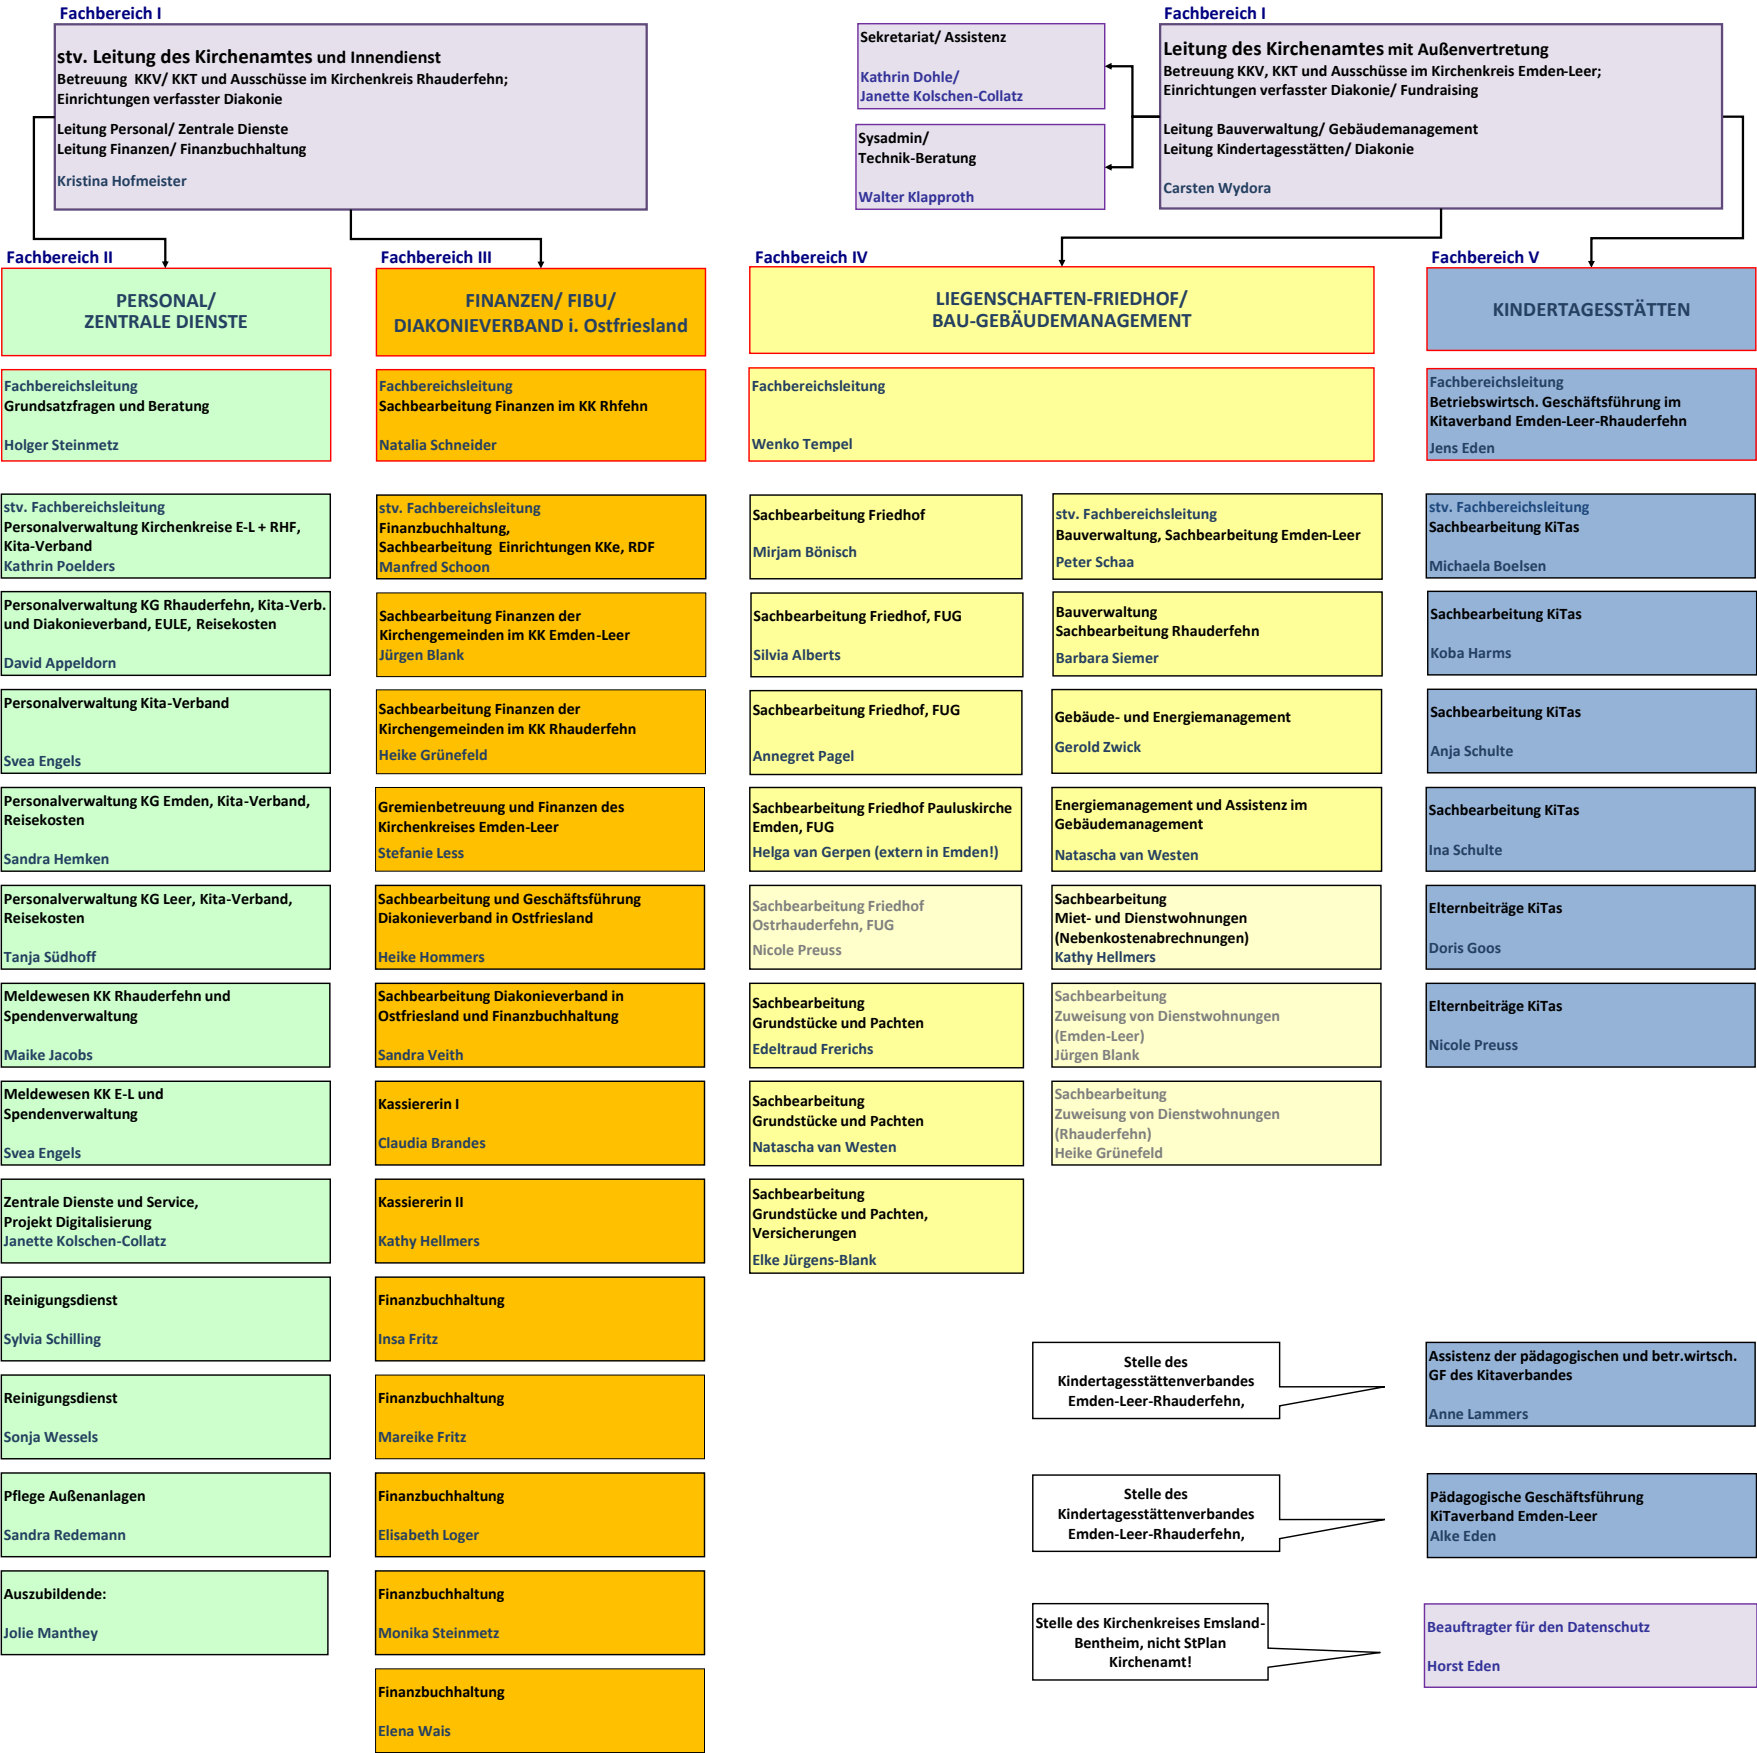 Fachbereich I
stv. Leitung des Kirchenamtes und Innendienst
Betreuung KKV/ KKT und Ausschüsse im Kirchenkreis Rhauderfehn;
Einrichtungen verfasster Diakonie
Leitung Personal/ Zentrale Dienste
Leitung Finanzen/ Finanzbuchhaltung
Kristina Hofmeister
Sekretariat/ Assistenz
Kathrin Dohle/
Janette Kolschen-Collatz
Sysadmin/
Technik-Beratung
Walter Klapproth
Fachbereich I
Leitung des Kirchenamtes mit Außenvertretung
Betreuung KKV, KKT und Ausschüsse im Kirchenkreis Emden-Leer;
Einrichtungen verfasster Diakonie/ Fundraising
Leitung Bauverwaltung/ Gebäudemanagement
Leitung Kindertagesstätten/ Diakonie
Carsten Wydora
Fachbereich II
PERSONAL/
ZENTRALE DIENSTE
Fachbereichsleitung
Grundsatzfragen und Beratung
Holger Steinmetz
stv. Fachbereichsleitung
Personalverwaltung Kirchenkreise E-L + RHF,
Kita-Verband
Kathrin Poelders
Personalverwaltung KG Rhauderfehn, Kita-Verb.
und Diakonieverband, EULE, Reisekosten
David Appeldorn
Personalverwaltung Kita-Verband
Svea Engels
Personalverwaltung KG Emden, Kita-Verband,
Reisekosten
Sandra Hemken
Personalverwaltung KG Leer, Kita-Verband,
Reisekosten
Tanja Südhoff
Meldewesen KK Rhauderfehn und
Spendenverwaltung
Maike Jacobs
Meldewesen KK E-L und
Spendenverwaltung
Svea Engels
Zentrale Dienste und Service,
Projekt Digitalisierung
Janette Kolschen-Collatz
Reinigungsdienst
Sylvia Schilling
Reinigungsdienst
Sonja Wessels
Pflege Außenanlagen
Sandra Redemann
Auszubildende:
Jolie Manthey
Fachbereich III
FINANZEN/ FIBU/
DIAKONIEVERBAND i. Ostfriesland
Fachbereichsleitung
Sachbearbeitung Finanzen im KK Rhfehn
Natalia Schneider
stv. Fachbereichsleitung
Finanzbuchhaltung,
Sachbearbeitung Einrichtungen KKe, RDF
Manfred Schoon
Sachbearbeitung Finanzen der
Kirchengemeinden im KK Emden-Leer
Jürgen Blank
Sachbearbeitung Finanzen der
Kirchengemeinden im KK Rhauderfehn
Heike Grünefeld
Gremienbetreuung und Finanzen des
Kirchenkreises Emden-Leer
Stefanie Less
Sachbearbeitung und Geschäftsführung
Diakonieverband in Ostfriesland
Heike Hommers
Sachbearbeitung Diakonieverband in
Ostfriesland und Finanzbuchhaltung
Sandra Veith
Kassiererin I
Claudia Brandes
Kassiererin II
Kathy Hellmers
Finanzbuchhaltung
Insa Fritz
Finanzbuchhaltung
Mareike Fritz
Finanzbuchhaltung
Elisabeth Loger
Finanzbuchhaltung
Monika Steinmetz
Finanzbuchhaltung
Elena Wais
Fachbereich IV
LIEGENSCHAFTEN-FRIEDHOF/
BAU-GEBÄUDEMANAGEMENT
Fachbereichsleitung
Wenko Tempel
Sachbearbeitung Friedhof
Mirjam Bönisch
Sachbearbeitung Friedhof, FUG
Silvia Alberts
Sachbearbeitung Friedhof, FUG
Annegret Pagel
Sachbearbeitung Friedhof Pauluskirche
Emden, FUG
Helga van Gerpen (extern in Emden!)
Sachbearbeitung Friedhof
Ostrhauderfehn, FUG
Nicole Preuss
Sachbearbeitung
Grundstücke und Pachten
Edeltraud Frerichs
Sachbearbeitung
Grundstücke und Pachten
Natascha van Westen
Sachbearbeitung
Grundstücke und Pachten,
Versicherungen
Elke Jürgens-Blank
stv. Fachbereichsleitung
Bauverwaltung, Sachbearbeitung Emden-Leer
Peter Schaa
Bauverwaltung
Sachbearbeitung Rhauderfehn
Barbara Siemer
Gebäude- und Energiemanagement
Gerold Zwick
Energiemanagement und Assistenz im
Gebäudemanagement
Natascha van Westen
Sachbearbeitung
Miet- und Dienstwohnungen
(Nebenkostenabrechnungen)
Kathy Hellmers
Sachbearbeitung
Zuweisung von Dienstwohnungen
(Emden-Leer)
Jürgen Blank
Sachbearbeitung
Zuweisung von Dienstwohnungen
(Rhauderfehn)
Heike Grünefeld
Fachbereich V
KINDERTAGESSTÄTTEN
Fachbereichsleitung
Betriebswirtsch. Geschäftsführung im
Kitaverband Emden-Leer-Rhauderfehn
Jens Eden
stv. Fachbereichsleitung
Sachbearbeitung KiTas
Michaela Boelsen
Sachbearbeitung KiTas
Koba Harms
Sachbearbeitung KiTas
Anja Schulte
Sachbearbeitung KiTas
Ina Schulte
Elternbeiträge KiTas
Doris Goos
Elternbeiträge KiTas
Nicole Preuss
Stelle des
Kindertagesstättenverbandes
Emden-Leer-Rhauderfehn,
Assistenz der pädagogischen und betr.wirtsch.
GF des Kitaverbandes
Anne Lammers
Stelle des
Kindertagesstättenverbandes
Emden-Leer-Rhauderfehn,
Pädagogische Geschäftsführung
KiTaverband Emden-Leer
Alke Eden
Stelle des Kirchenkreises Emsland-
Bentheim, nicht StPlan
Kirchenamt!
Beauftragter für den Datenschutz
Horst Eden